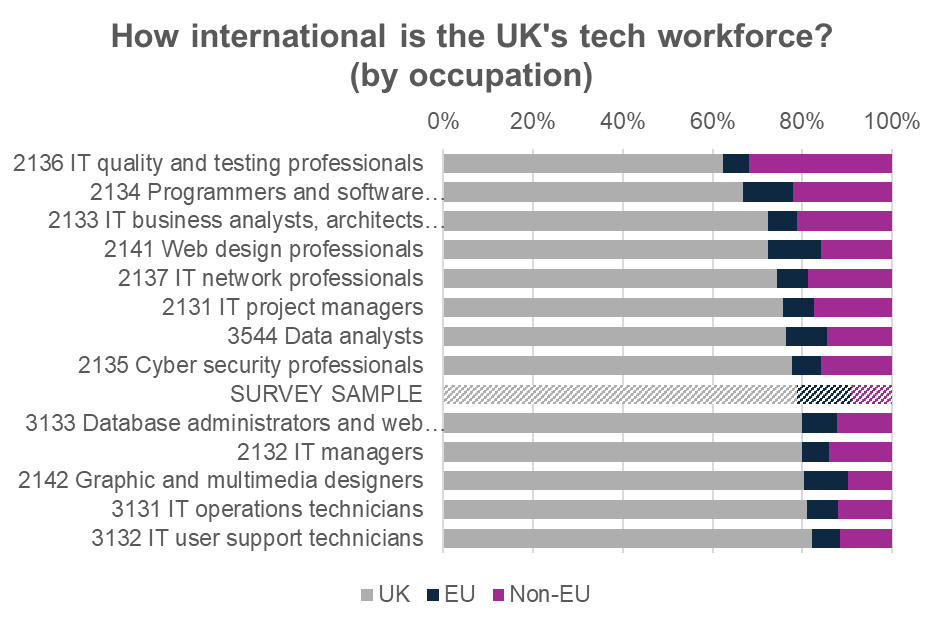 How international is the UK's tech workforce?
(by occupation)
0% 20% 40% 60% 80% 100%
2136 IT quality and testing professionals
2134 Programmers and software…
2133 IT business analysts, architects…
2141 Web design professionals
2137 IT network professionals
2131 IT project managers
3544 Data analysts
2135 Cyber security professionals
SURVEY SAMPLE
3133 Database administrators and web…
2132 IT managers
2142 Graphic and multimedia designers
3131 IT operations technicians
3132 IT user support technicians
UK EU Non-EU